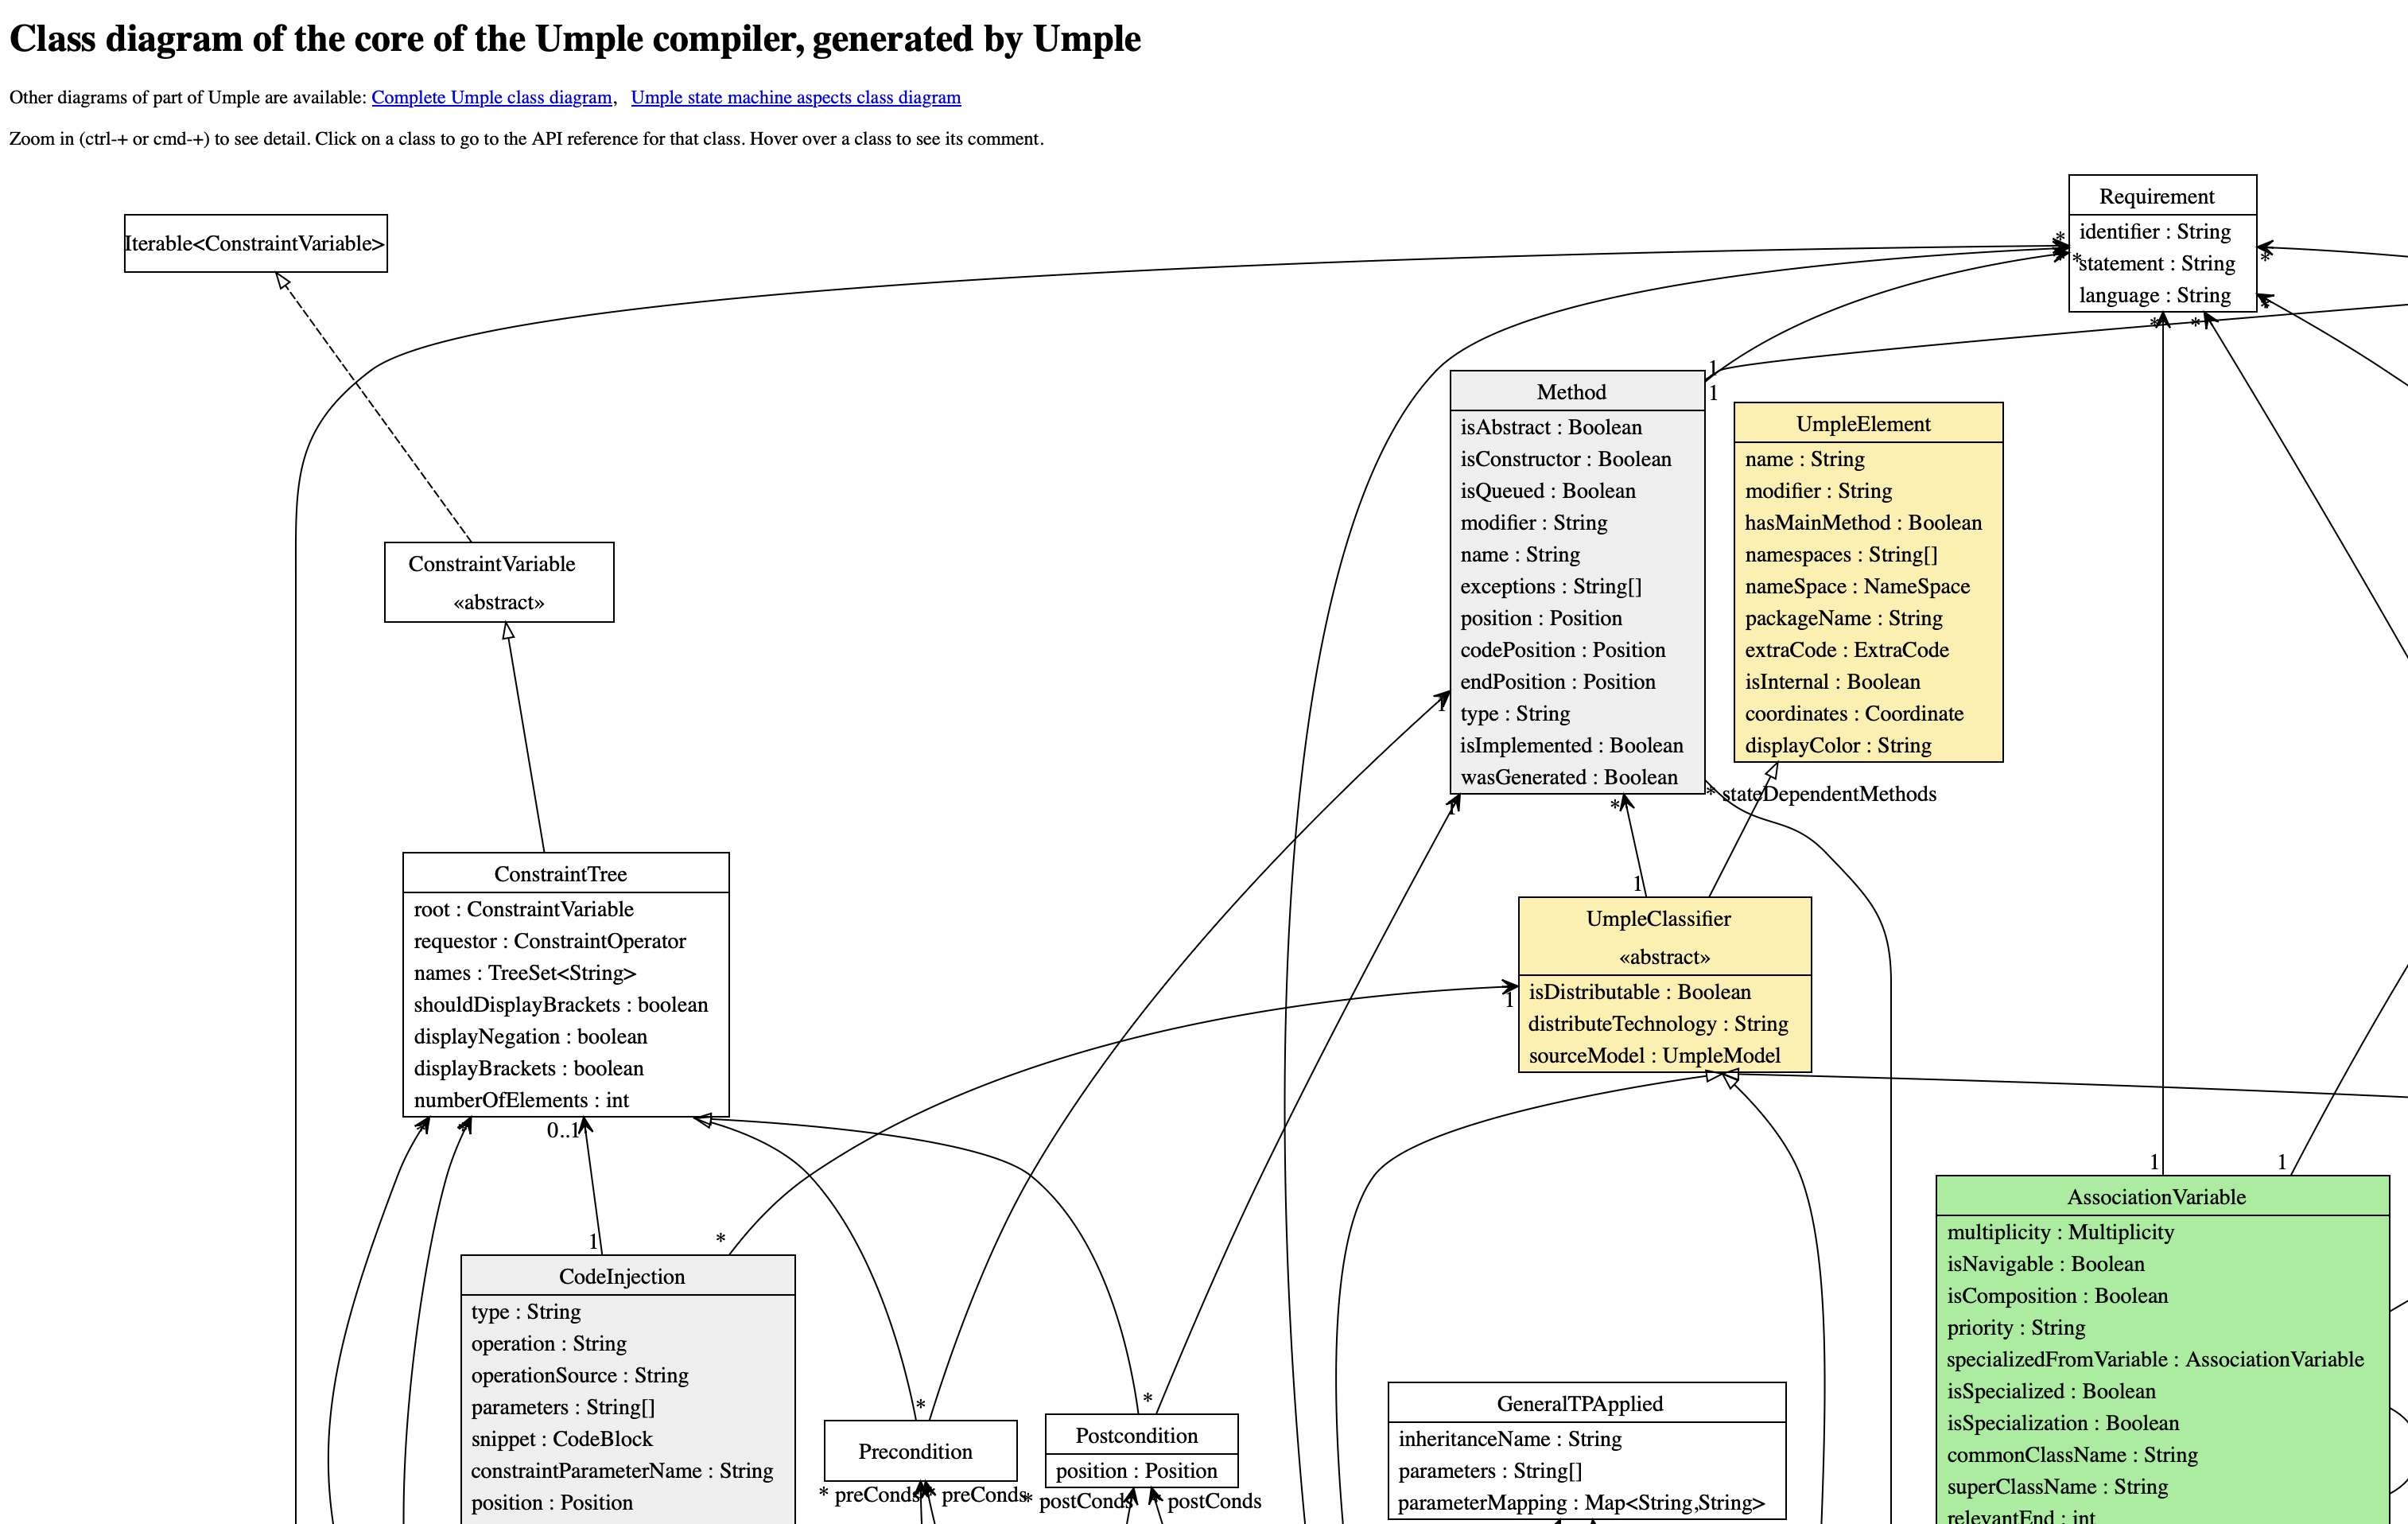 Class diagram of the core of the Umple compiler, generated by Umple
Other diagrams of part of Umple are available: Complete Umple class diagram, Umple state machine aspects class diagram
Zoom in (ctrl-+ or cmd-+) to see detail. Click on a class to go to the API reference for that class. Hover over a class to see its comment.
Requirement
identifier : String
statement : String
language : String
*
*
*
*
*
*
*
Iterable<ConstraintVariable>
ConstraintVariable
«abstract»
Method
isAbstract : Boolean
isConstructor : Boolean
isQueued : Boolean
modifier : String
name : String
exceptions : String[]
position : Position
codePosition : Position
endPosition : Position
type : String
isImplemented : Boolean
wasGenerated : Boolean
1
1
1
1
*
* stateDependentMethods
UmpleElement
name : String
modifier : String
hasMainMethod : Boolean
namespaces : String[]
nameSpace : NameSpace
packageName : String
extraCode : ExtraCode
isInternal : Boolean
coordinates : Coordinate
displayColor : String
ConstraintTree
root : ConstraintVariable
requestor : ConstraintOperator
names : TreeSet<String>
shouldDisplayBrackets : boolean
displayNegation : boolean
displayBrackets : boolean
numberOfElements : int
*
*
0..1
1
UmpleClassifier
«abstract»
isDistributable : Boolean
distributeTechnology : String
sourceModel : UmpleModel
1
1
1
AssociationVariable
multiplicity : Multiplicity
isNavigable : Boolean
isComposition : Boolean
priority : String
specializedFromVariable : AssociationVariable
isSpecialized : Boolean
isSpecialization : Boolean
commonClassName : String
superClassName : String
relevantEnd : int
1
*
CodeInjection
type : String
operation : String
operationSource : String
parameters : String[]
snippet : CodeBlock
constraintParameterName : String
position : Position
*
Precondition
* preConds
* preConds
*
Postcondition
position : Position
* postConds
* postConds
GeneralTPApplied
inheritanceName : String
parameters : String[]
parameterMapping : Map<String,String>